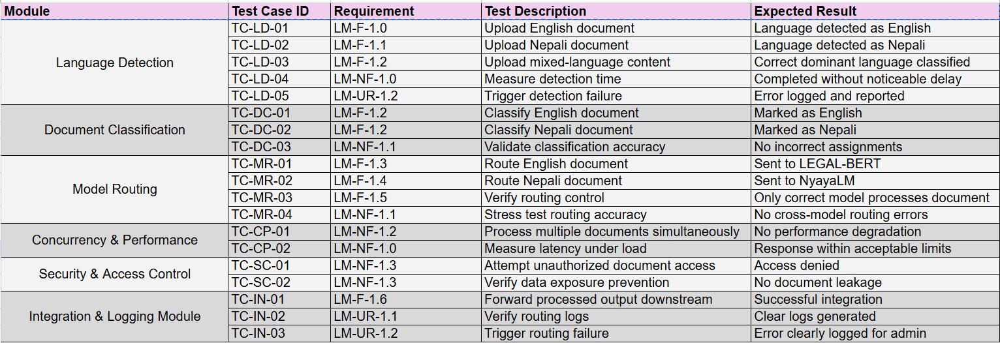 Module Test Case ID Requirement Test Description Expected Result
TC-LD-01 LM-F-1.0 Upload English document Language detected as English
TC-LD-02 LM-F-1.1 Upload Nepali document Language detected as Nepali
Language Detection TC-LD-03 LM-F-1.2 Upload mixed-language content Correct dominant language classified
TC-LD-04 LM-NF-1.0 Measure detection time Completed without noticeable delay
TC-LD-05 LM-UR-1.2 Trigger detection failure Error logged and reported
TC-DC-01 LM-F-1.2 Classify English document Marked as English
Document Classification TC-DC-02 LM-F-1.2 Classify Nepali document Marked as Nepali
TC-DC-03 LM-NF-1.1 Validate classification accuracy No incorrect assignments
TC-MR-01 LM-F-1.3 Route English document Sent to LEGAL-BERT
Model Routing TC-MR-02 LM-F-1.4 Route Nepali document Sent to NyayaLM
TC-MR-03 LM-F-1.5 Verify routing control Only correct model processes document
TC-MR-04 LM-NF-1.1 Stress test routing accuracy No cross-model routing errors
Concurrency & Performance TC-CP-01 LM-NF-1.2 Process multiple documents simultaneously No performance degradation
TC-CP-02 LM-NF-1.0 Measure latency under load Response within acceptable limits
Security & Access Control TC-SC-01 LM-NF-1.3 Attempt unauthorized document access Access denied
TC-SC-02 LM-NF-1.3 Verify data exposure prevention No document leakage
TC-IN-01 LM-F-1.6 Forward processed output downstream Successful integration
Integration & Logging Module TC-IN-02 LM-UR-1.1 Verify routing logs Clear logs generated
TC-IN-03 LM-UR-1.2 Trigger routing failure Error clearly logged for admin